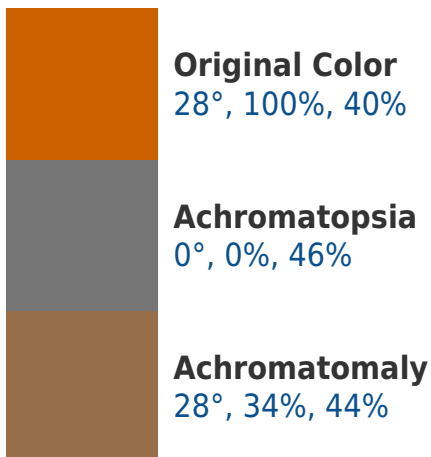 Original Color
28°, 100%, 40%
Achromatopsia
0°, 0%, 46%
Achromatomaly
28°, 34%, 44%